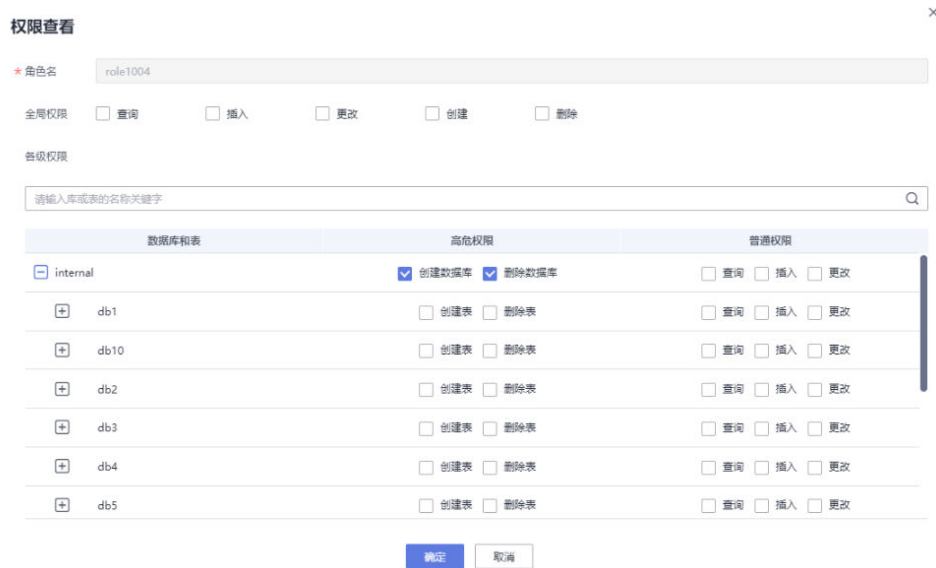 权限查看
* 角色名 role1004
全局权限 查询 插入 更改 创建 删除
各级权限
请输入库或表的名称关键字
数据库和表 高危权限 普通权限
internal 创建数据库 删除数据库 查询 插入 更改
db1 创建表 删除表 查询 插入 更改
db10 创建表 删除表 查询 插入 更改
db2 创建表 删除表 查询 插入 更改
db3 创建表 删除表 查询 插入 更改
db4 创建表 删除表 查询 插入 更改
db5 创建表 删除表 查询 插入 更改
确定 取消